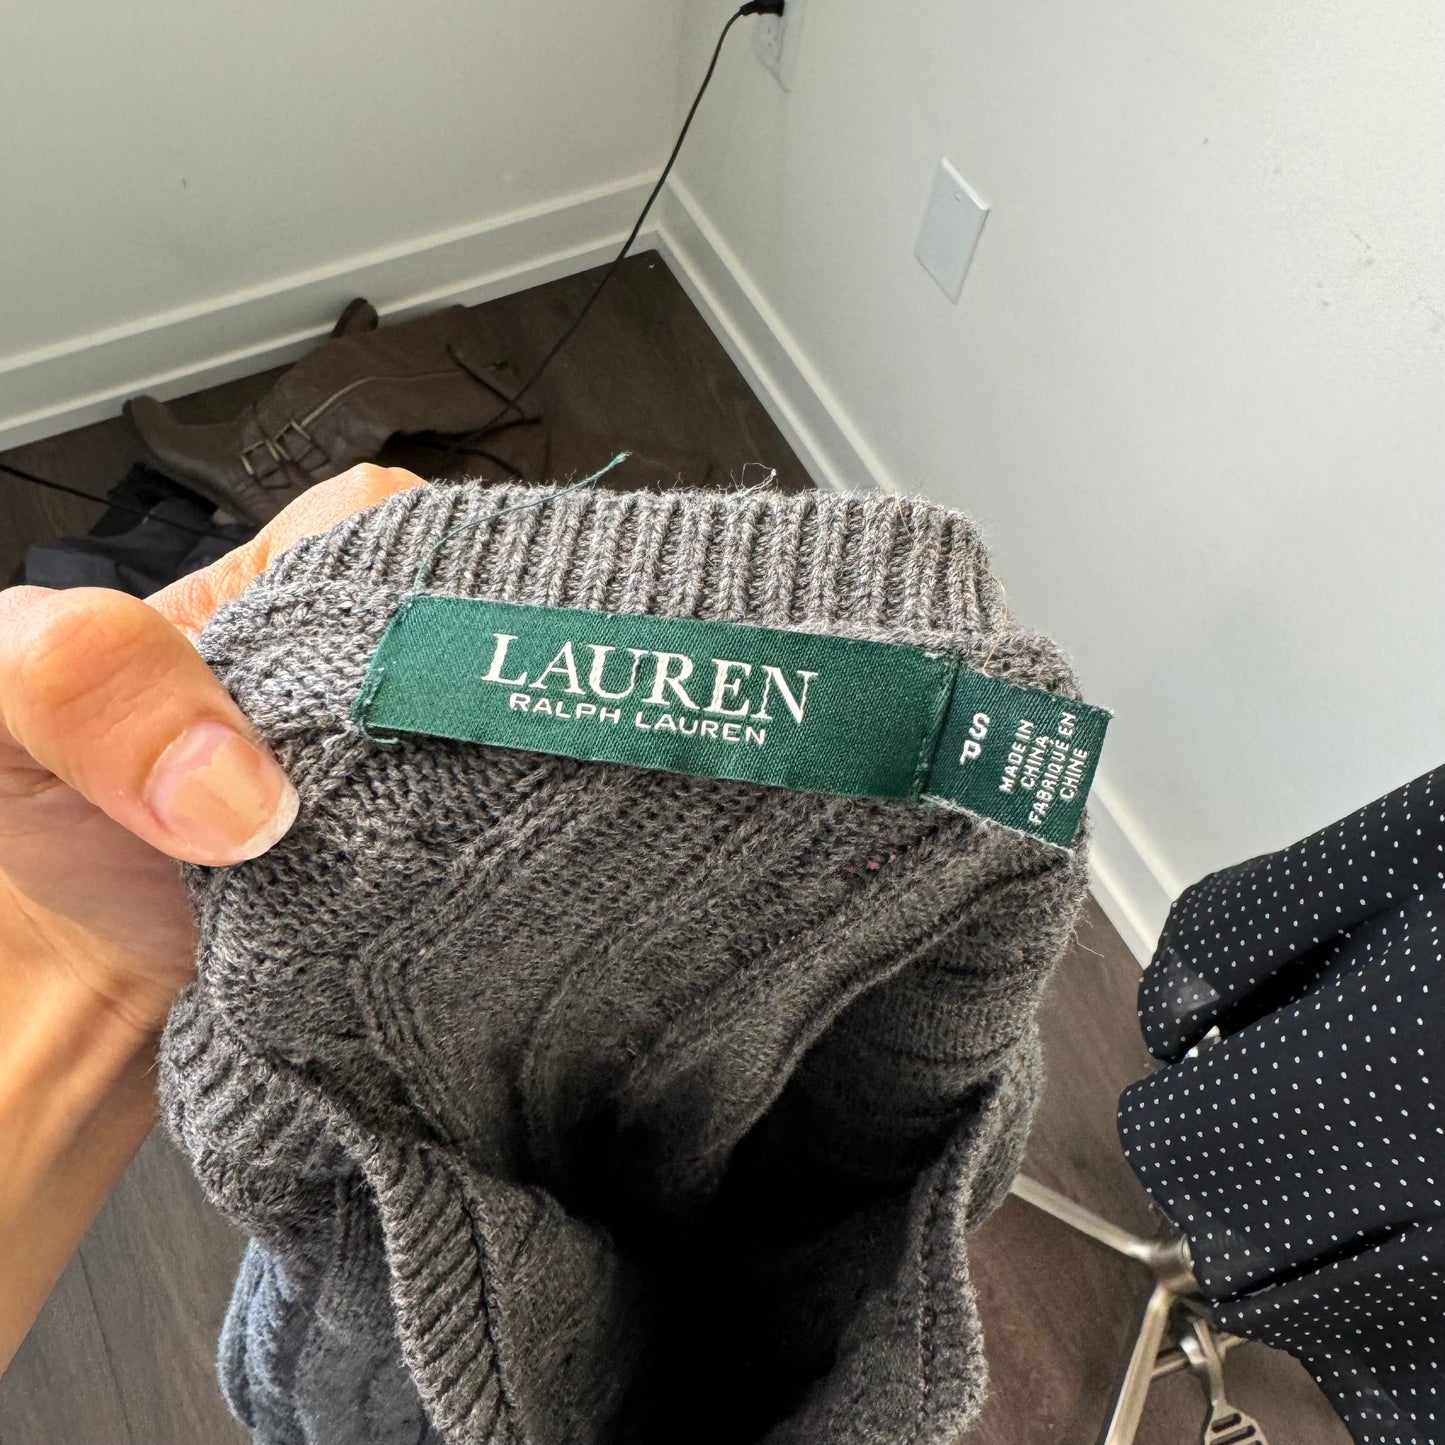 LAUREN
RALPH LAUREN
S
P
MADE IN
CHINA
FABRIQUÉ EN
CHINE